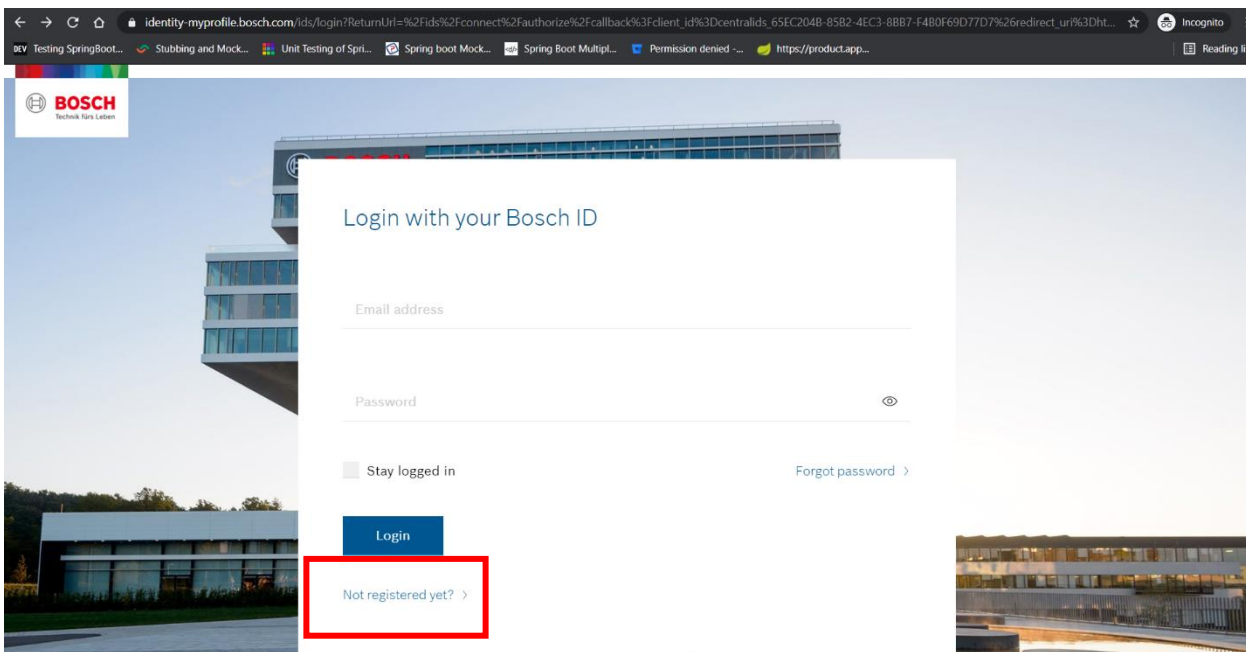 identity-myprofile.bosch.com/ids/login?ReturnUrl=%2Fids%2Fconnect%2Fauthorize%2Fcallback%3Fclient_id%3Dcentralids_65EC204B-85B2-4EC3-8BB7-F4B0F69D77D7%26redirect_uri%3Dht...
Incognito
DEV Testing SpringBoot... Stubbing and Mock... Unit Testing of Spri... Spring boot Mock... Spring Boot Multipl... Permission denied -... https://product.app... Reading li
BOSCH
Technik fürs Leben
Login with your Bosch ID
Email address
Password
Stay logged in
Forgot password >
Login
Not registered yet? >